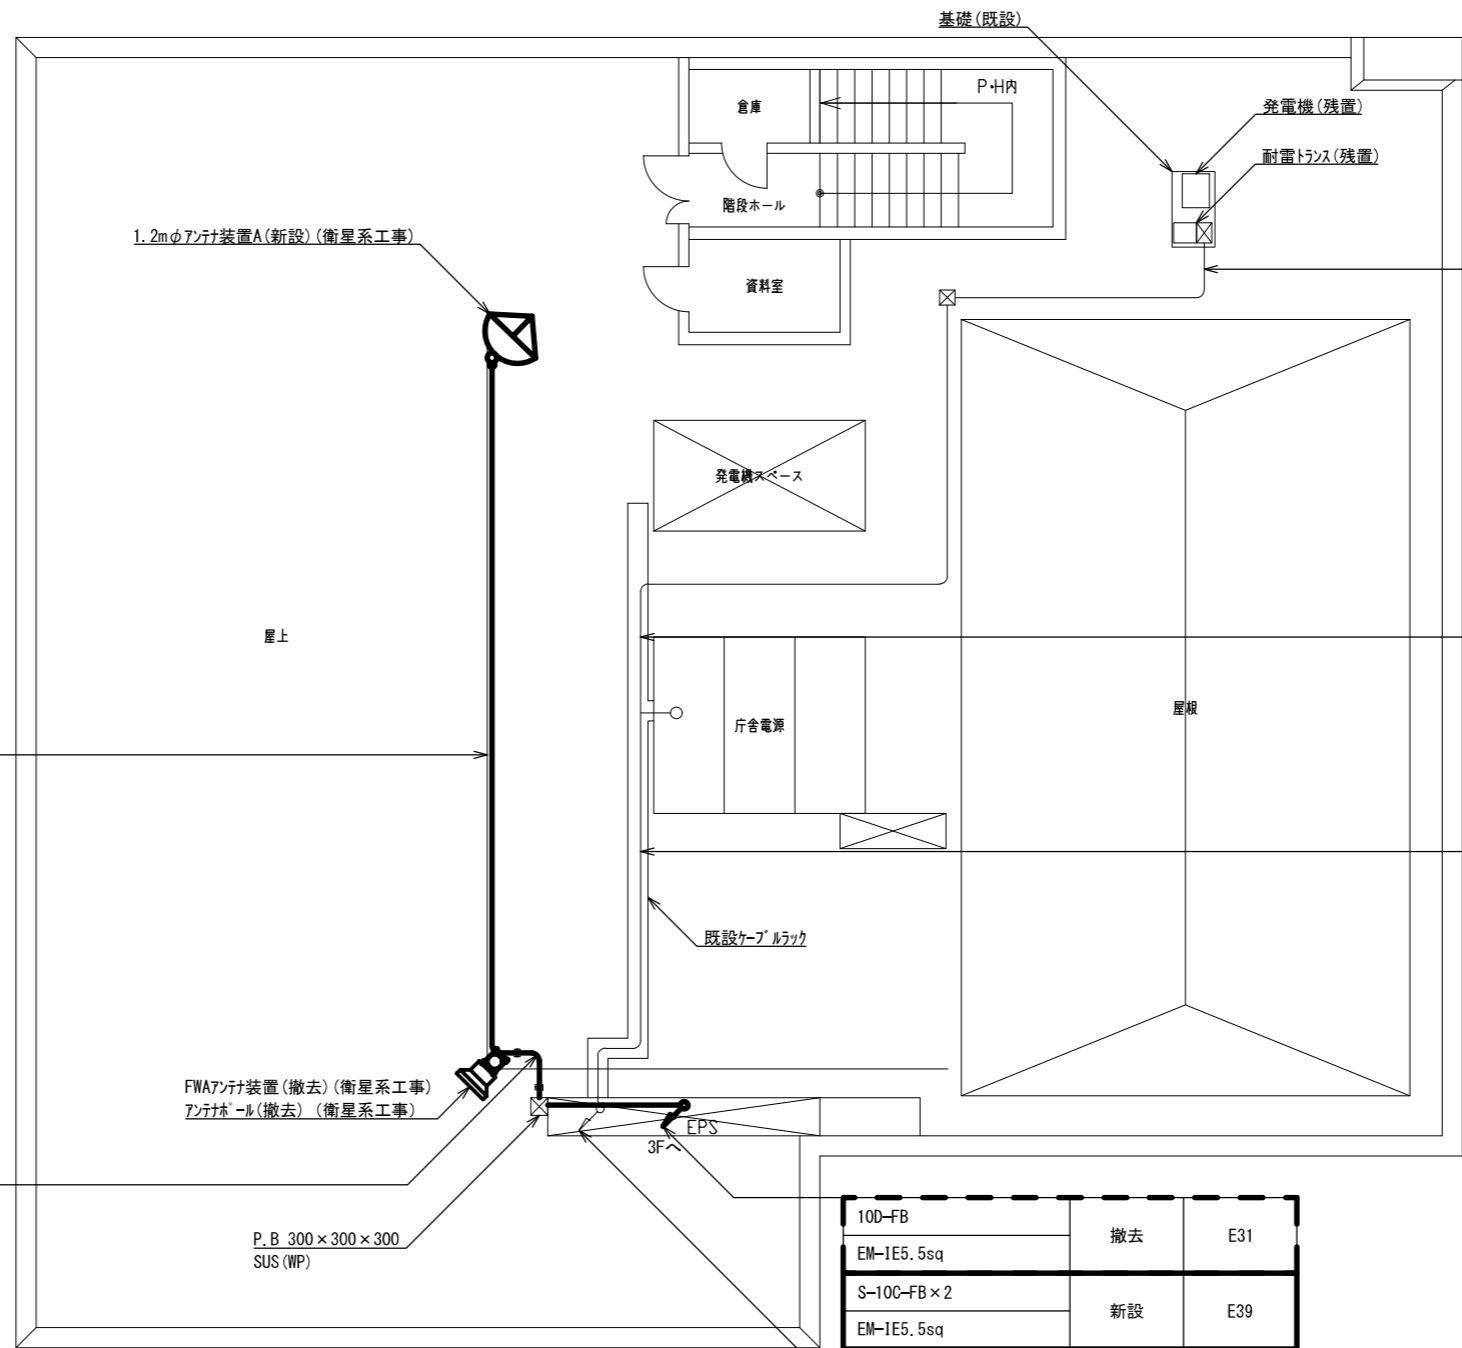 基礎(既設)
P・H内
倉庫
発電機(残置)
耐雷トランス(残置)
階段ホール
1.2mφアンテナ装置A(新設)(衛星系工事)
資料室
発電機スペース
屋上
屋根
庁舎電源
既設ケーブルラック
FWAアンテナ装置(撤去)(衛星系工事)
アンテナポール(撤去) (衛星系工事)
EPS
3Fへ
P.B 300×300×300
SUS(WP)
10D-FB
撤去 E31
EM-IE5.5sq
S-10C-FB×2
新設 E39
EM-IE5.5sq